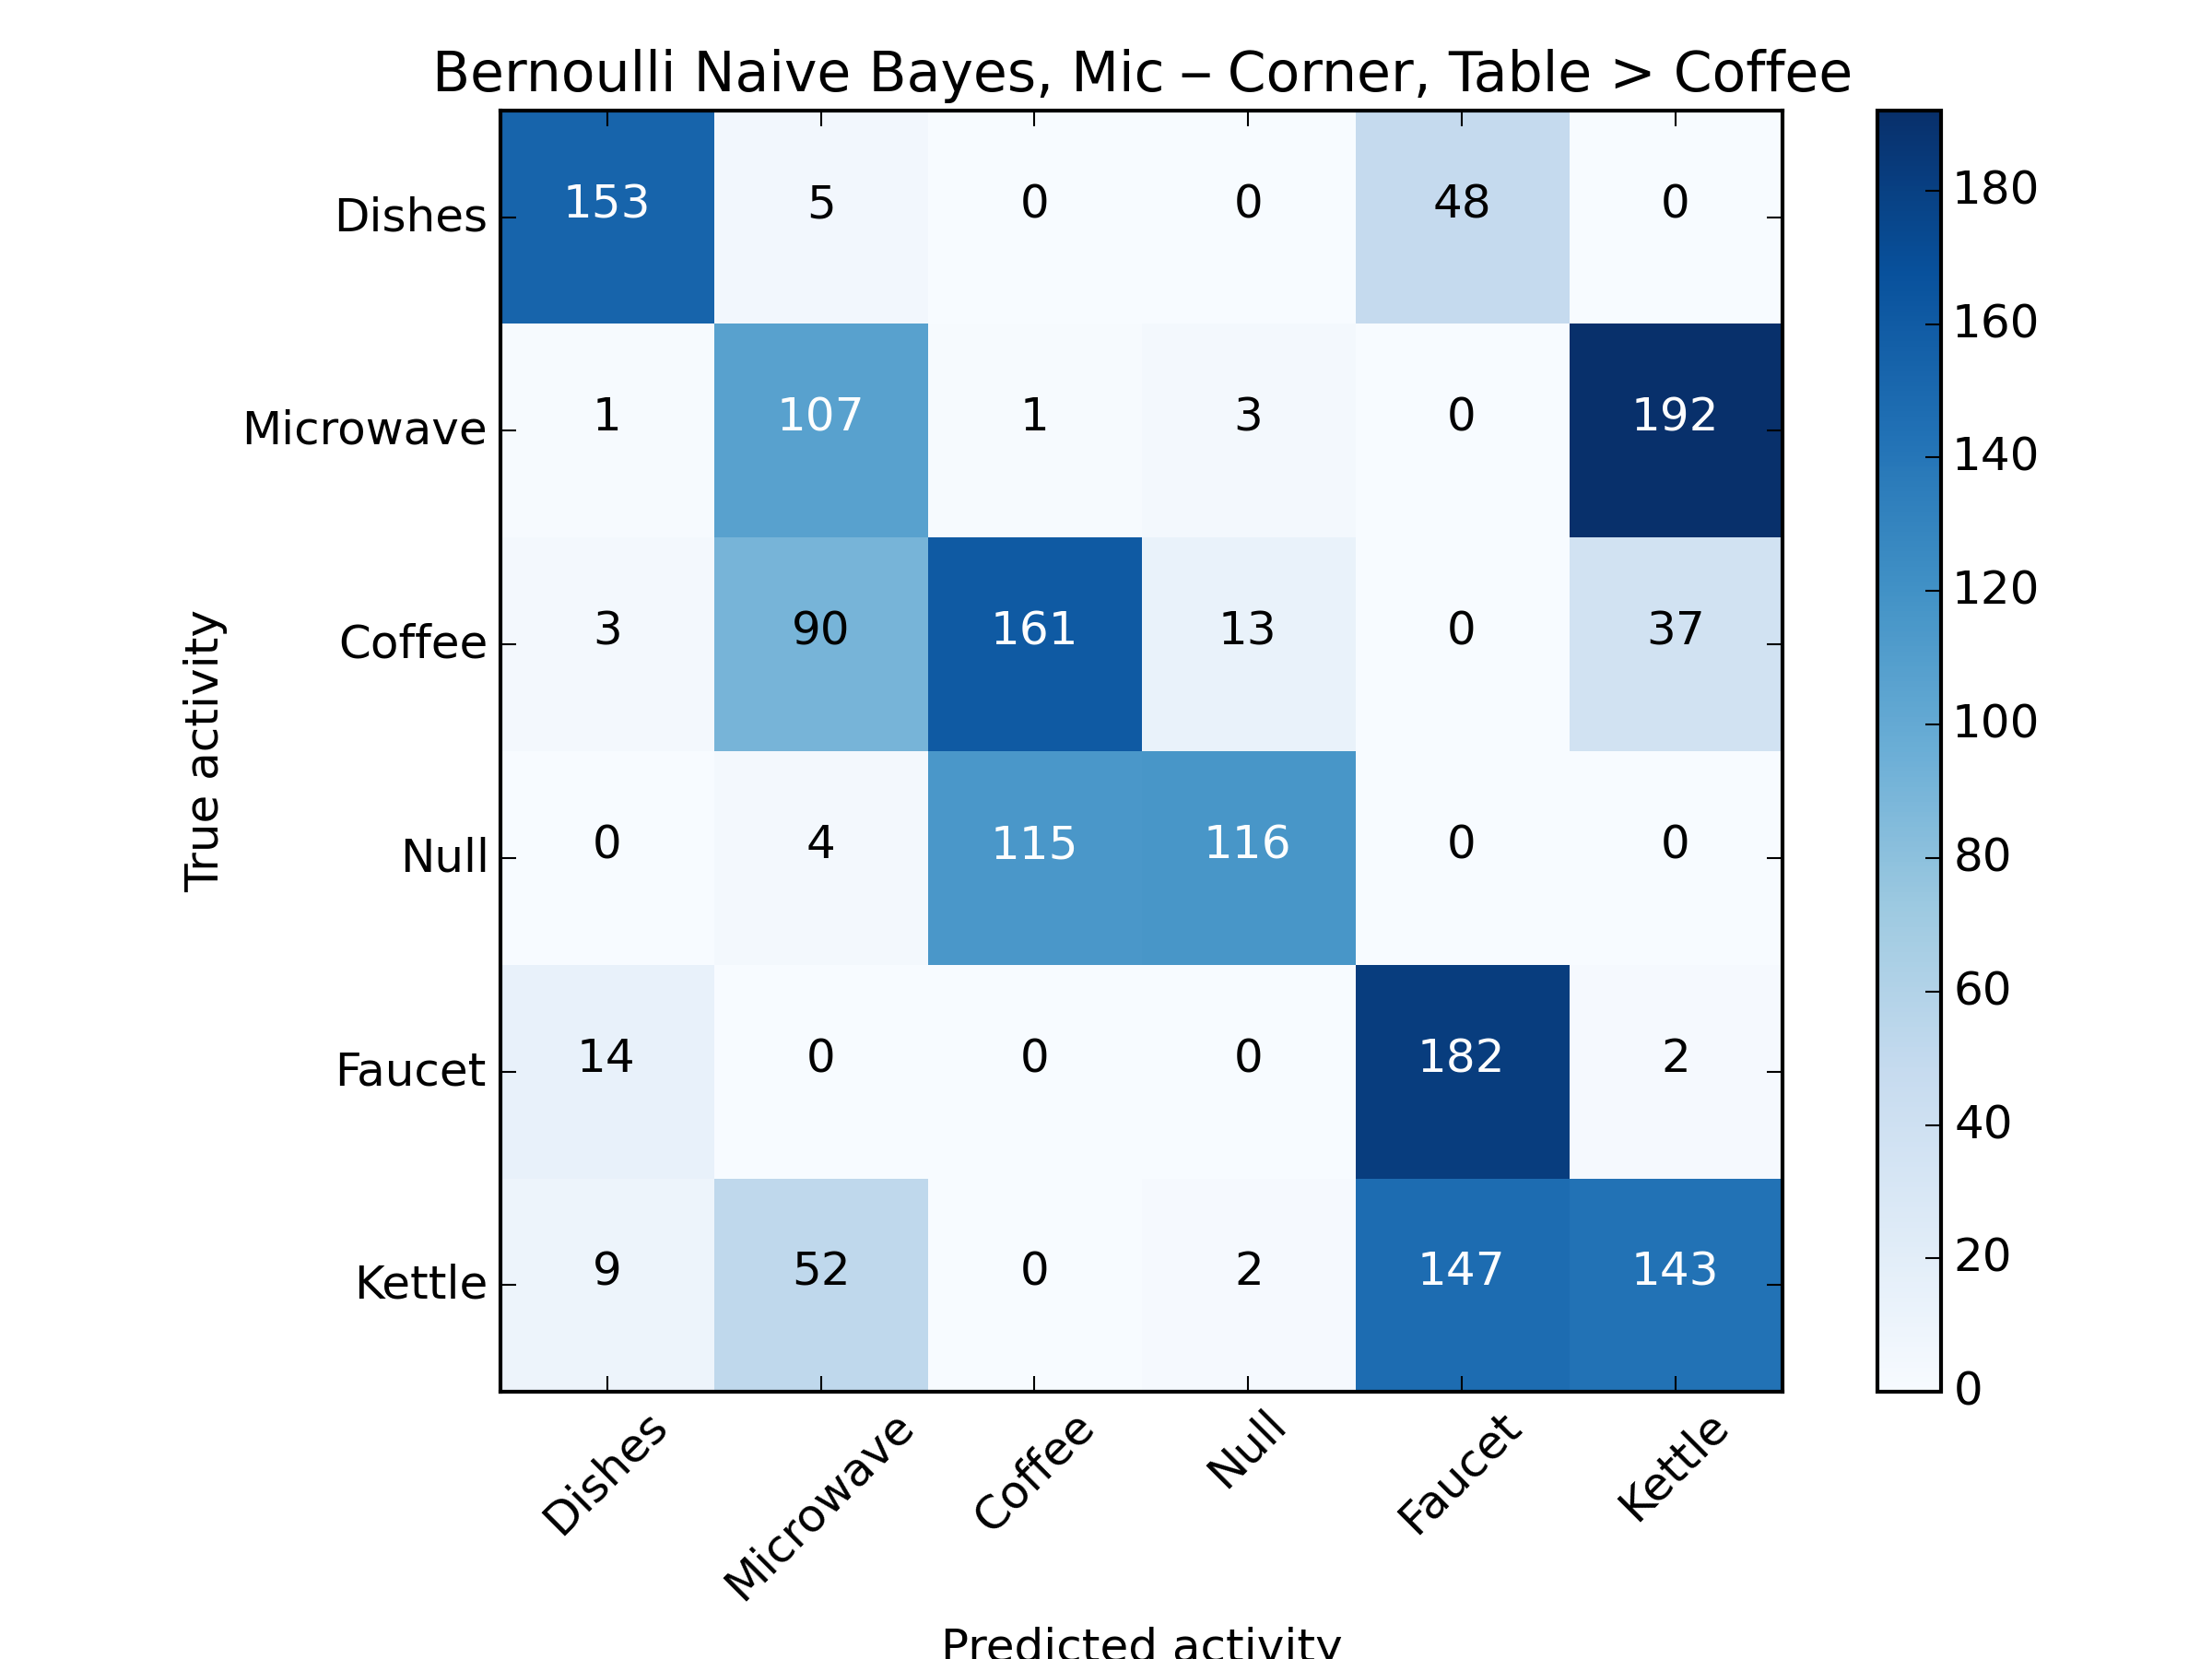 Bernoulli Naive Bayes, Mic – Corner, Table > Coffee
Dishes 153 5 0 0 48 0
Microwave 1 107 1 3 0 192
Coffee 3 90 161 13 0 37
Null 0 4 115 116 0 0
Faucet 14 0 0 0 182 2
Kettle 9 52 0 2 147 143
True activity
Dishes Microwave Coffee Null Faucet Kettle
Predicted activity
180
160
140
120
100
80
60
40
20
0